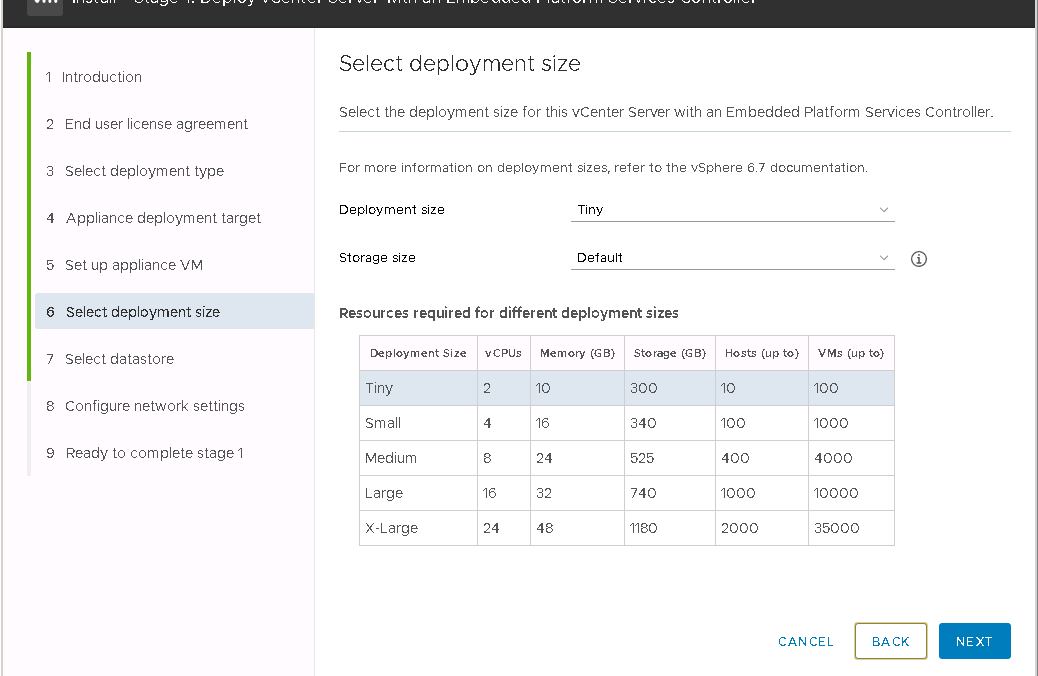 Install - Stage 1: Deploy vCenter Server with an Embedded Platform Services Controller
1 Introduction
2 End user license agreement
3 Select deployment type
4 Appliance deployment target
5 Set up appliance VM
6 Select deployment size
7 Select datastore
8 Configure network settings
9 Ready to complete stage 1
Select deployment size
Select the deployment size for this vCenter Server with an Embedded Platform Services Controller.
For more information on deployment sizes, refer to the vSphere 6.7 documentation.
Deployment size Tiny
Storage size Default
Resources required for different deployment sizes
Deployment Size vCPUs Memory (GB) Storage (GB) Hosts (up to) VMs (up to)
Tiny 2 10 300 10 100
Small 4 16 340 100 1000
Medium 8 24 525 400 4000
Large 16 32 740 1000 10000
X-Large 24 48 1180 2000 35000
CANCEL BACK NEXT